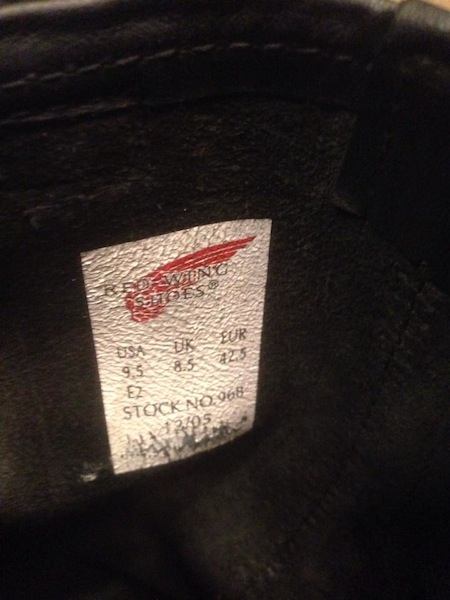 RED WING
SHOES®
USA UK EUR
9.5 8.5 42.5
E2
STOCK NO. 968
12/05